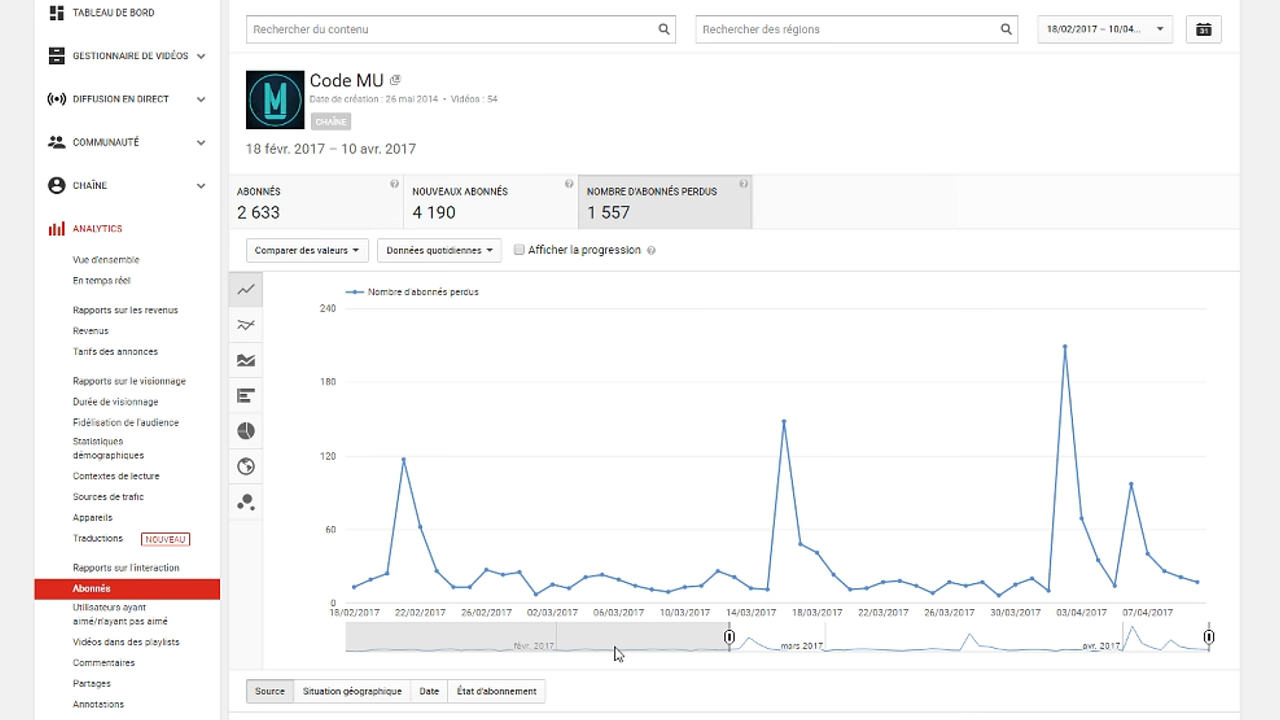 TABLEAU DE BORD
GESTIONNAIRE DE VIDÉOS
DIFFUSION EN DIRECT
COMMUNAUTÉ
CHAÎNE
ANALYTICS
Vue d'ensemble
En temps réel
Rapports sur les revenus
Revenus
Tarifs des annonces
Rapports sur le visionnage
Durée de visionnage
Fidélisation de l'audience
Statistiques
démographiques
Contextes de lecture
Sources de trafic
Appareils
Traductions NOUVEAU
Rapports sur l'interaction
Abonnés
Utilisateurs ayant
aimé/n'ayant pas aimé
Vidéos dans des playlists
Commentaires
Partages
Annotations
Rechercher du contenu
Rechercher des régions
18/02/2017 – 10/04...
31
M
Code MU
Date de création : 26 mai 2014 • Vidéos : 54
CHAÎNE
18 févr. 2017 – 10 avr. 2017
ABONNÉS ?
2 633
NOUVEAUX ABONNÉS ?
4 190
NOMBRE D'ABONNÉS PERDUS ?
1 557
Comparer des valeurs
Données quotidiennes
Afficher la progression ?
Nombre d'abonnés perdus
240
180
120
60
0
18/02/2017 22/02/2017 26/02/2017 02/03/2017 06/03/2017 10/03/2017 14/03/2017 18/03/2017 22/03/2017 26/03/2017 30/03/2017 03/04/2017 07/04/2017
févr. 2017 mars 2017 avr. 2017
Source Situation géographique Date État d'abonnement